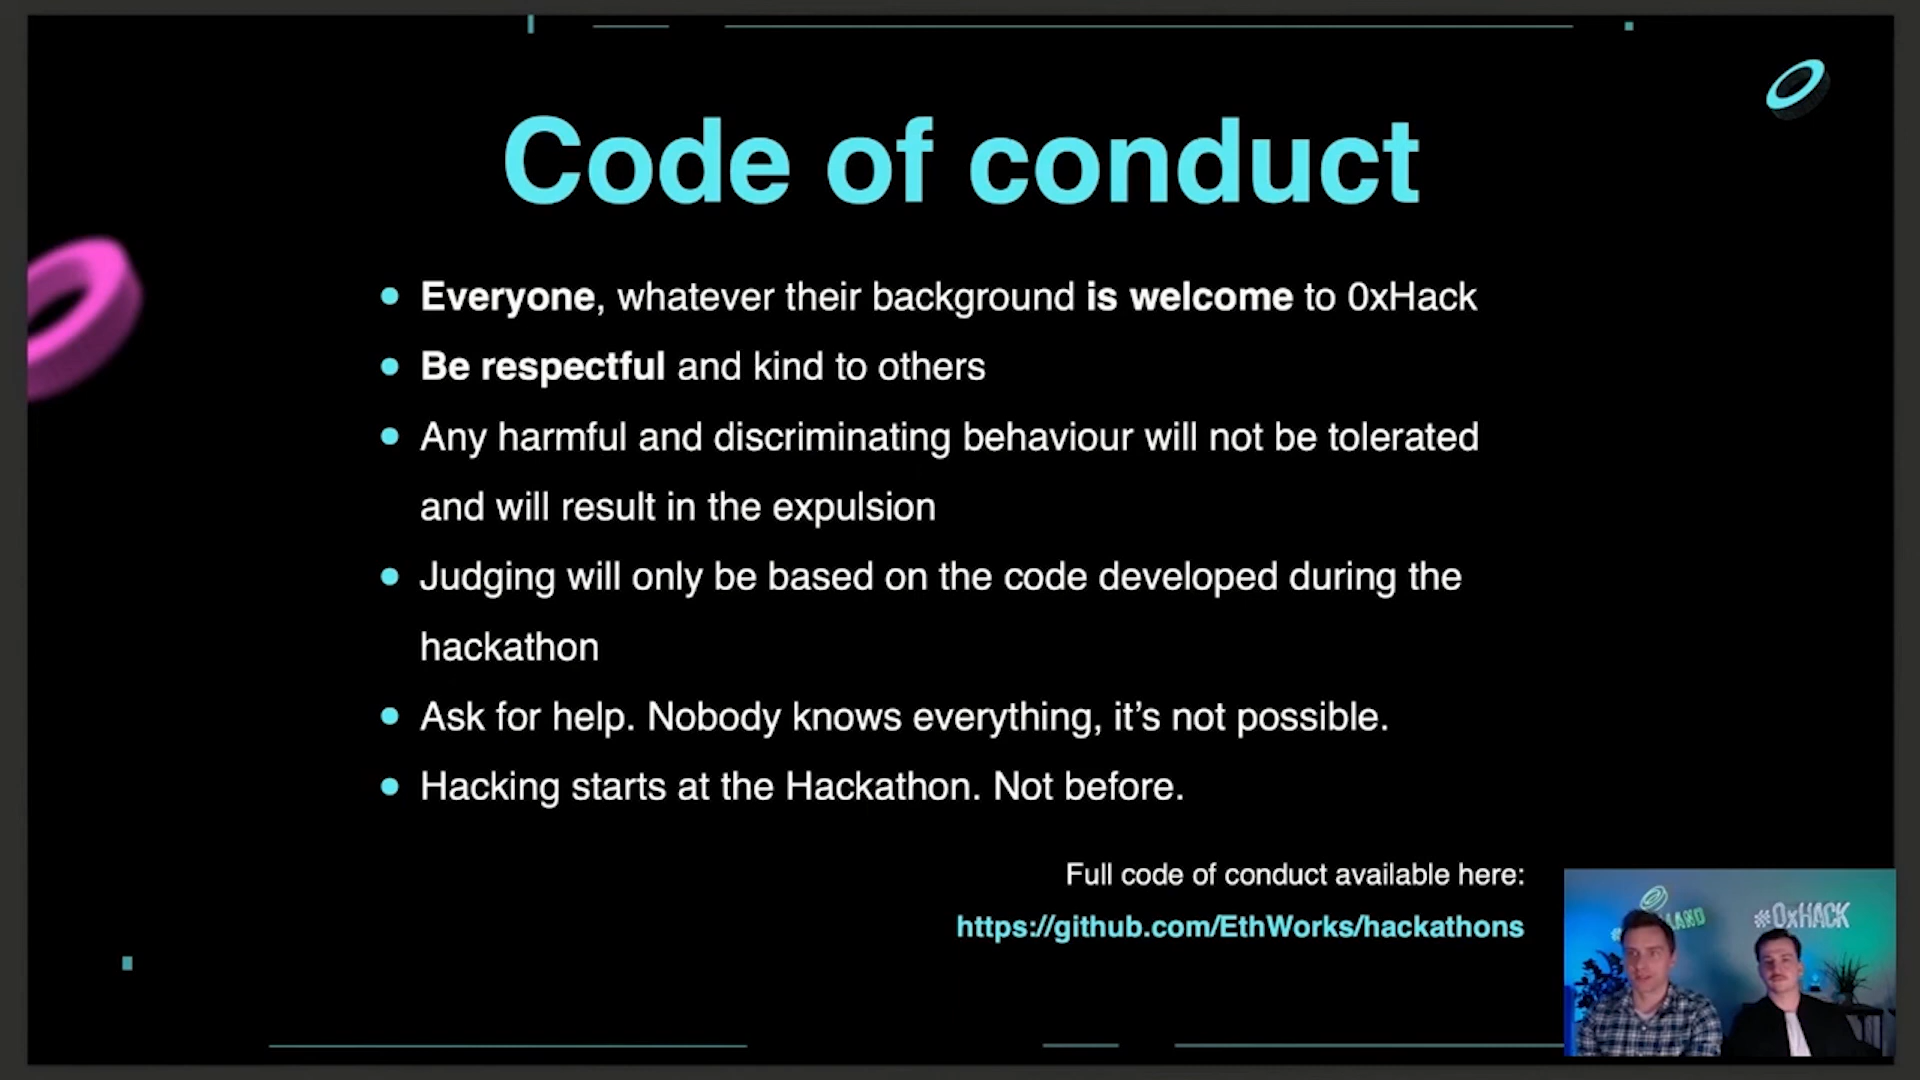 Code of conduct
Everyone, whatever their background is welcome to 0xHack
Be respectful and kind to others
Any harmful and discriminating behaviour will not be tolerated
and will result in the expulsion
Judging will only be based on the code developed during the
hackathon
Ask for help. Nobody knows everything, it’s not possible.
Hacking starts at the Hackathon. Not before.
Full code of conduct available here:
https://github.com/EthWorks/hackathons
#0xHACK